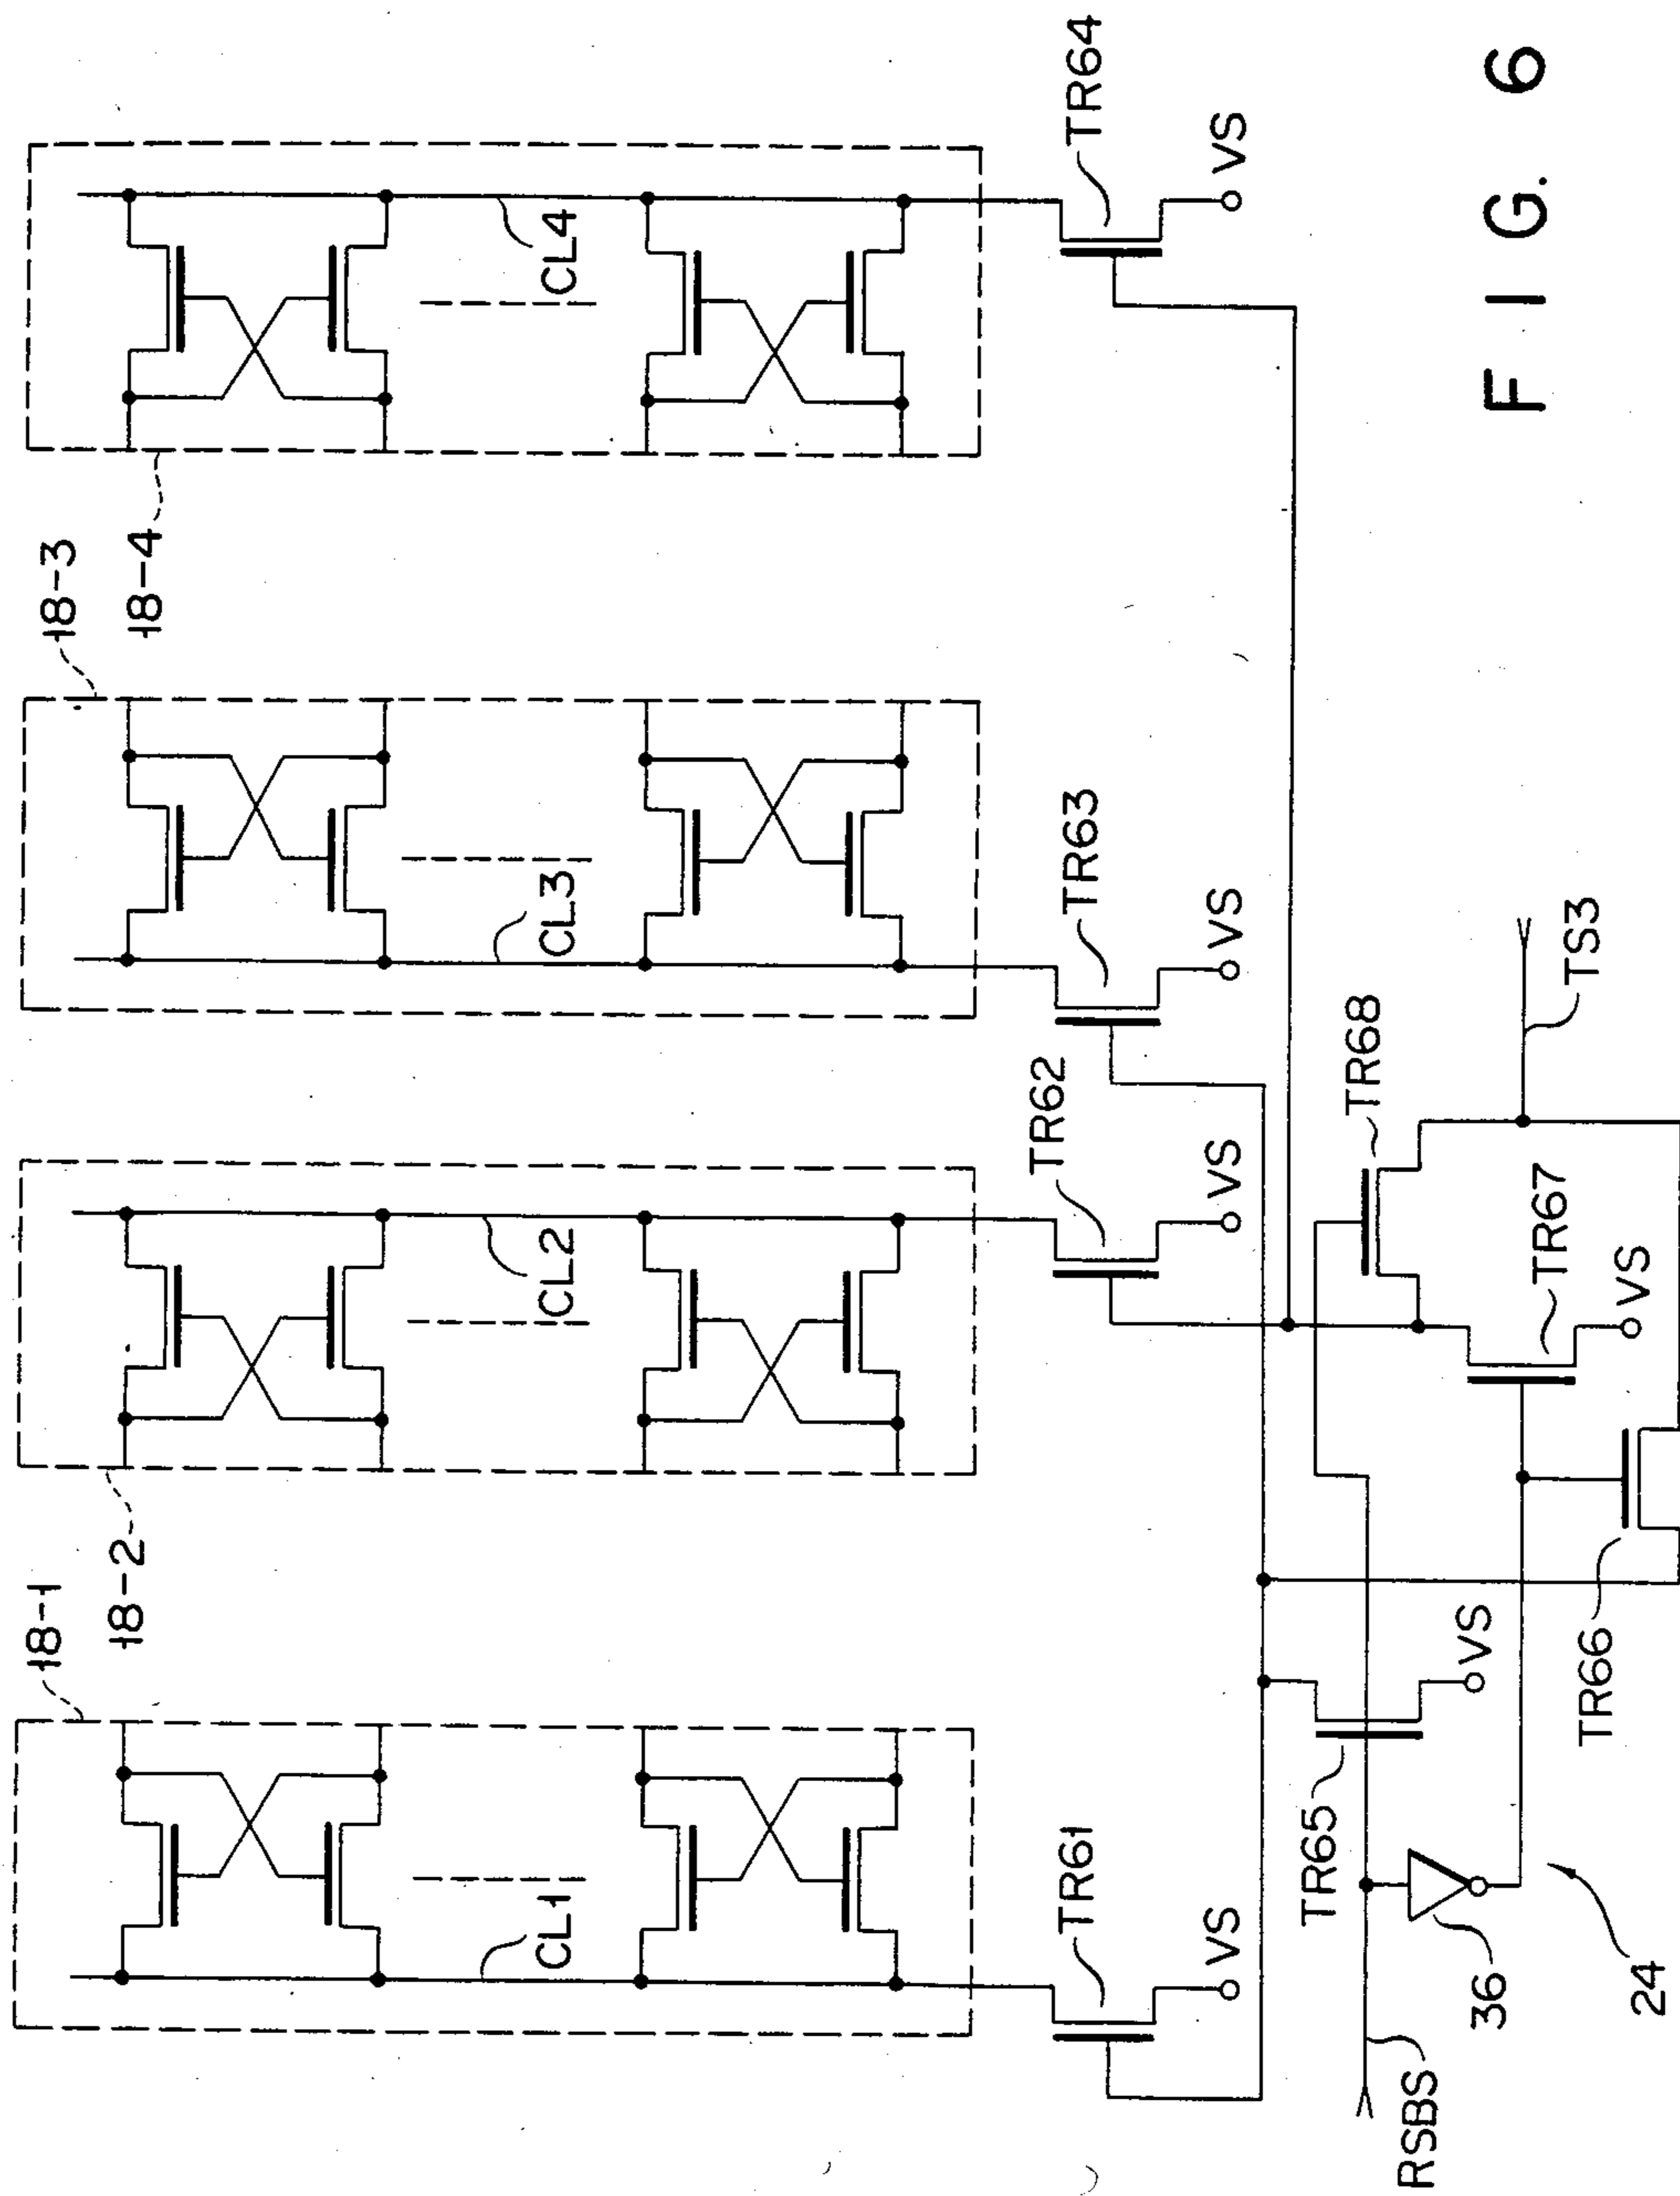 18-1
18-2
18-3
18-4
CL1
CL2
CL3
CL4
TR61
TR62
TR63
TR64
VS
VS
VS
VS
TR65
TR68
VS
TR67
VS
RSBS
36
TR66
TS3
24
FIG. 6